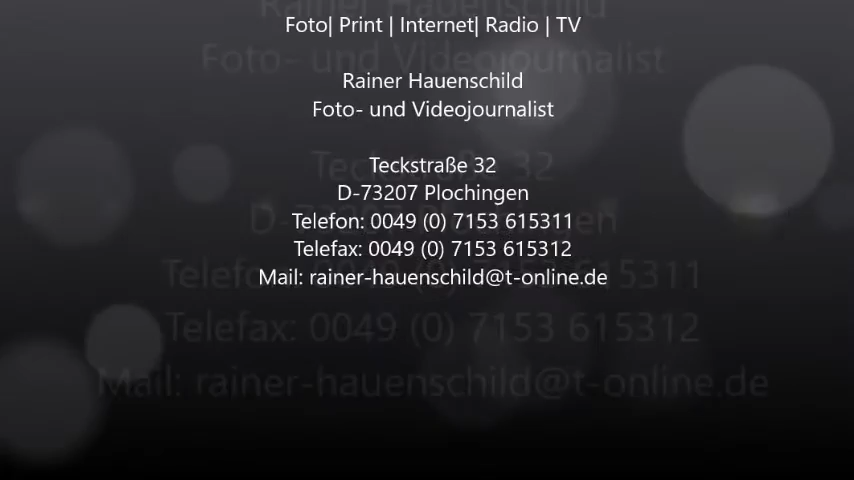 Foto| Print | Internet| Radio | TV
Rainer Hauenschild
Foto- und Videojournalist
Teckstraße 32
D-73207 Plochingen
Telefon: 0049 (0) 7153 615311
Telefax: 0049 (0) 7153 615312
Mail: rainer-hauenschild@t-online.de